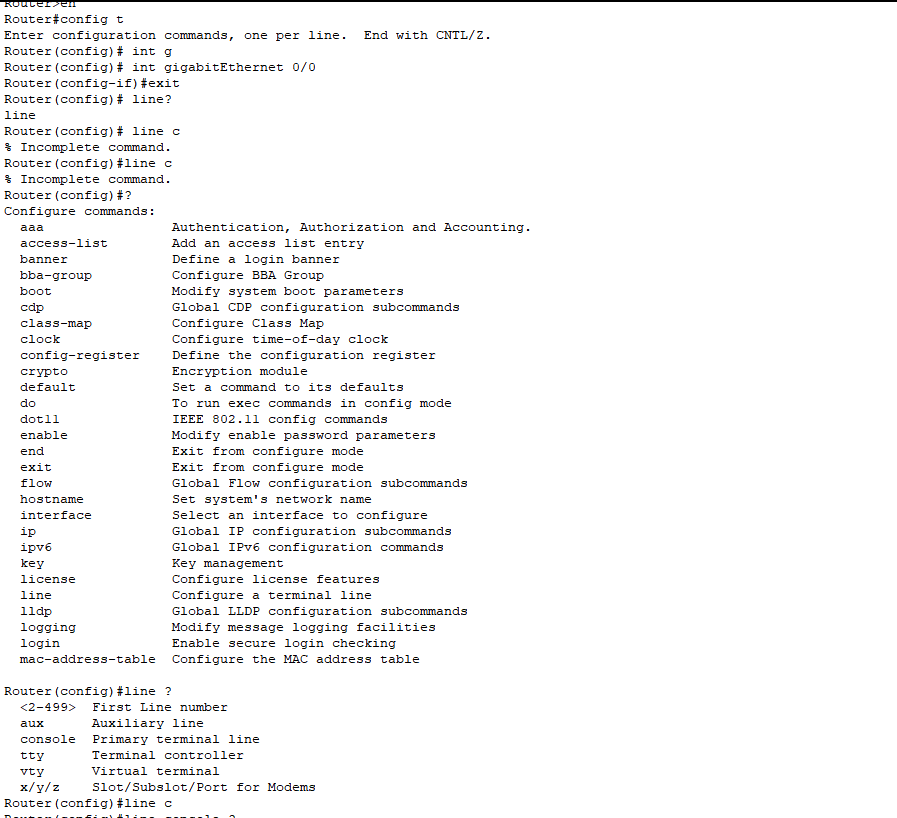 Router>en
Router#config t
Enter configuration commands, one per line.  End with CNTL/Z.
Router(config)# int g
Router(config)# int gigabitEthernet 0/0
Router(config-if)#exit
Router(config)# line?
line
Router(config)# line c
% Incomplete command.
Router(config)#line c
% Incomplete command.
Router(config)#?
Configure commands:
  aaa                Authentication, Authorization and Accounting.
  access-list        Add an access list entry
  banner             Define a login banner
  bba-group          Configure BBA Group
  boot               Modify system boot parameters
  cdp                Global CDP configuration subcommands
  class-map          Configure Class Map
  clock              Configure time-of-day clock
  config-register    Define the configuration register
  crypto             Encryption module
  default            Set a command to its defaults
  do                 To run exec commands in config mode
  dot11              IEEE 802.11 config commands
  enable             Modify enable password parameters
  end                Exit from configure mode
  exit               Exit from configure mode
  flow               Global Flow configuration subcommands
  hostname           Set system's network name
  interface          Select an interface to configure
  ip                 Global IP configuration subcommands
  ipv6               Global IPv6 configuration commands
  key                Key management
  license            Configure license features
  line               Configure a terminal line
  lldp               Global LLDP configuration subcommands
  logging            Modify message logging facilities
  login              Enable secure login checking
  mac-address-table  Configure the MAC address table
Router(config)#line ?
  <2-499>  First Line number
  aux      Auxiliary line
  console  Primary terminal line
  tty      Terminal controller
  vty      Virtual terminal
  x/y/z    Slot/Subslot/Port for Modems
Router(config)#line c
Router(config)#line console ?